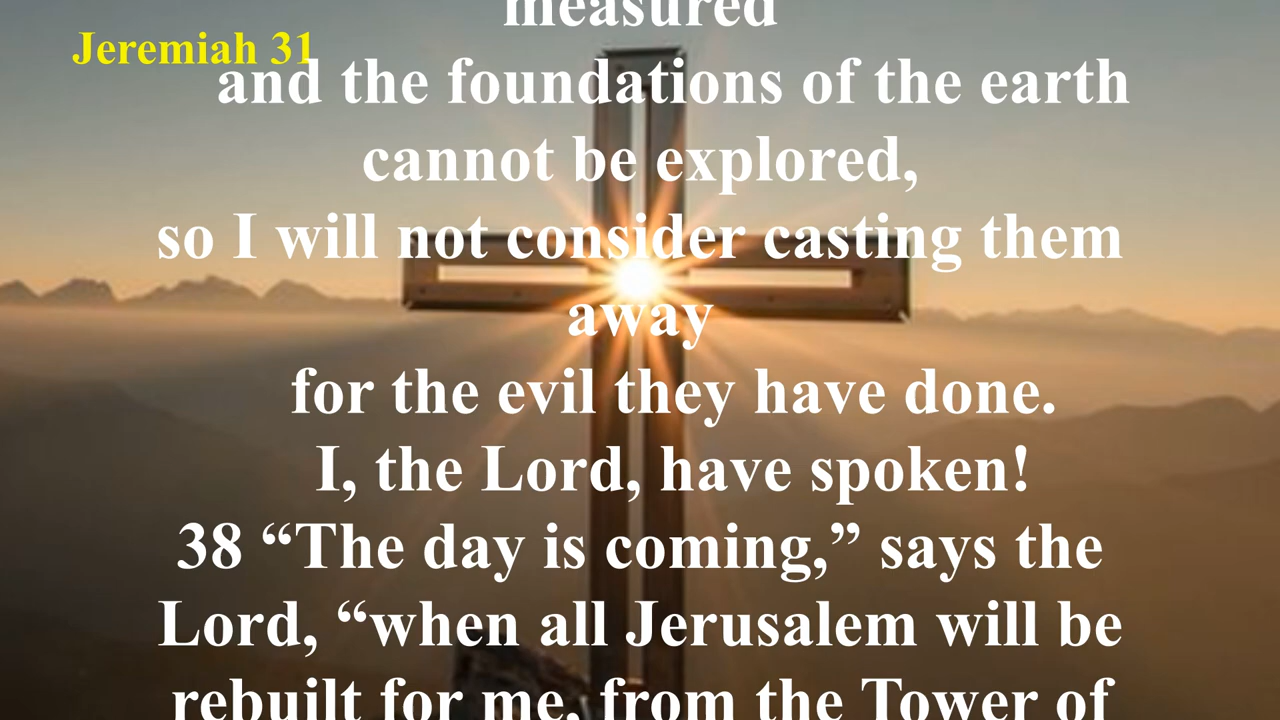 measured
Jeremiah 31
and the foundations of the earth
cannot be explored,
so I will not consider casting them
away
for the evil they have done.
I, the Lord, have spoken!
38 “The day is coming,” says the
Lord, “when all Jerusalem will be
rebuilt for me, from the Tower of